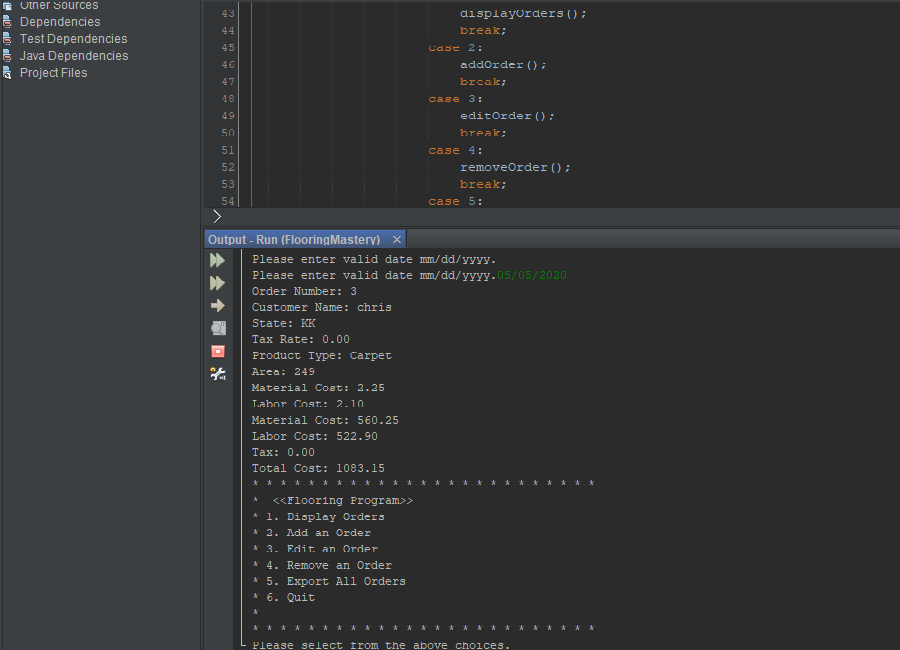 Other Sources
Dependencies
Test Dependencies
Java Dependencies
Project Files
43 displayOrders();
44 break;
45 case 2:
46 addOrder();
47 break;
48 case 3:
49 editOrder();
50 break;
51 case 4:
52 removeOrder();
53 break;
54 case 5:
Output - Run (FlooringMastery)
Please enter valid date mm/dd/yyyy.
Please enter valid date mm/dd/yyyy.05/05/2020
Order Number: 3
Customer Name: chris
State: KK
Tax Rate: 0.00
Product Type: Carpet
Area: 249
Material Cost: 2.25
Labor Cost: 2.10
Material Cost: 560.25
Labor Cost: 522.90
Tax: 0.00
Total Cost: 1083.15
* * * * * * * * * * * * * * * * * * * * * * * * *
*  <<Flooring Program>>
* 1. Display Orders
* 2. Add an Order
* 3. Edit an Order
* 4. Remove an Order
* 5. Export All Orders
* 6. Quit
*
* * * * * * * * * * * * * * * * * * * * * * * * *
Please select from the above choices.